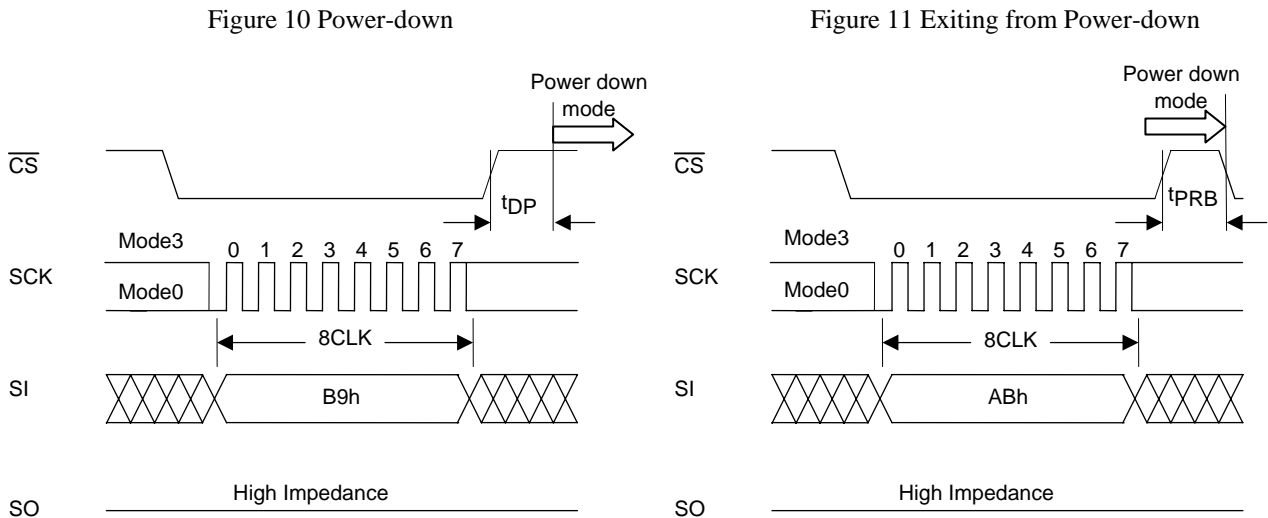 Figure 10 Power-down
Power down
mode
CS
tDP
Mode3
0 1 2 3 4 5 6 7
SCK
Mode0
8CLK
SI
B9h
High Impedance
SO
Figure 11 Exiting from Power-down
Power down
mode
CS
tPRB
Mode3
0 1 2 3 4 5 6 7
SCK
Mode0
8CLK
SI
ABh
High Impedance
SO